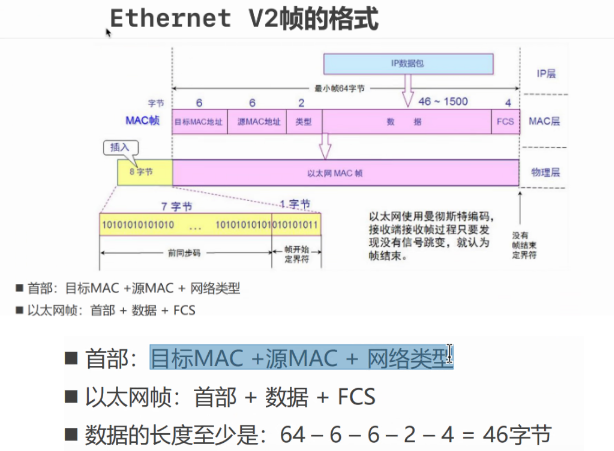 Ethernet V2帧的格式
IP数据包
IP层
最小帧64字节
字节 6 6 2 46 ~ 1500 4
MAC帧 目标MAC地址 源MAC地址 类型 数 据 FCS MAC层
插入
8 字节 以太网 MAC 帧 物理层
7 字节 1 字节
10101010101010 ... 10101010101010101011
前同步码 帧开始
定界符
以太网使用曼彻斯特编码，
接收端接收帧过程只要发
现没有信号跳变，就认为
帧结束。
没有
帧结束
定界符
■ 首部：目标MAC +源MAC + 网络类型
■ 以太网帧：首部 + 数据 + FCS
■ 首部：目标MAC +源MAC + 网络类型
■ 以太网帧：首部 + 数据 + FCS
■ 数据的长度至少是：64 – 6 – 6 – 2 – 4 = 46字节